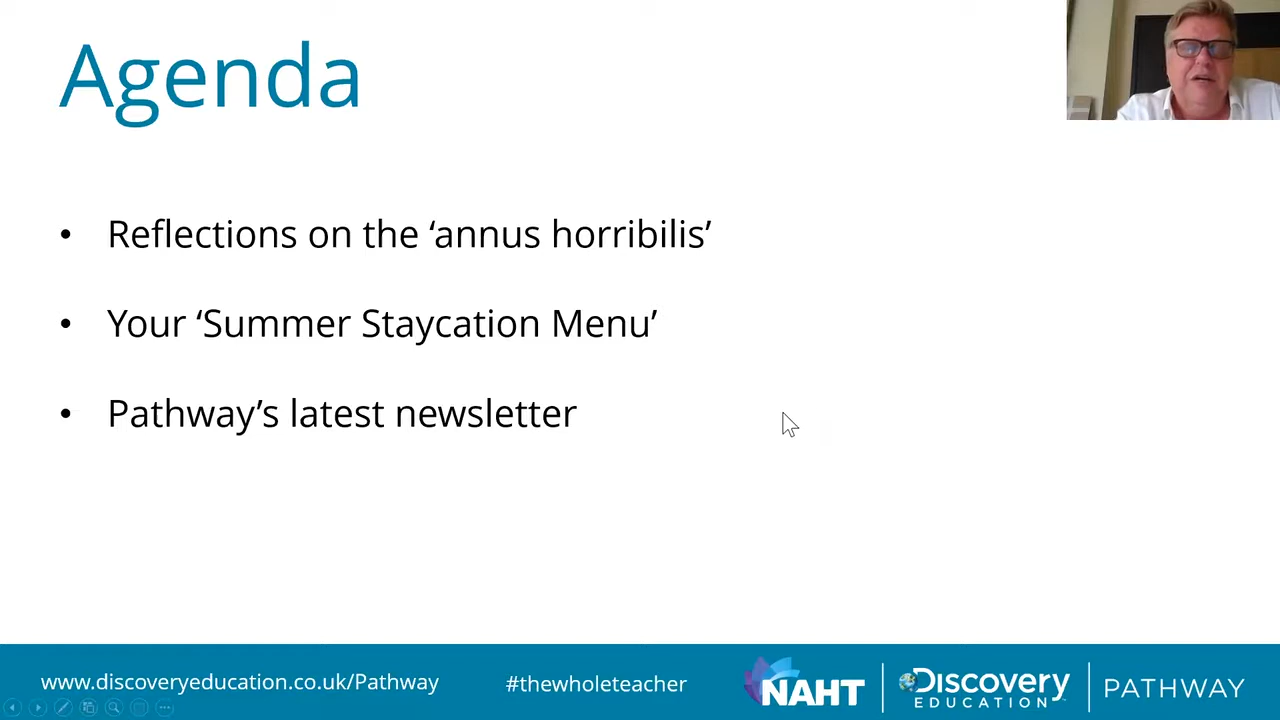 Agenda
• Reflections on the ‘annus horribilis’
• Your ‘Summer Staycation Menu’
• Pathway’s latest newsletter
www.discoveryeducation.co.uk/Pathway
#thewholeteacher
NAHT
Discovery
EDUCATION
PATHWAY